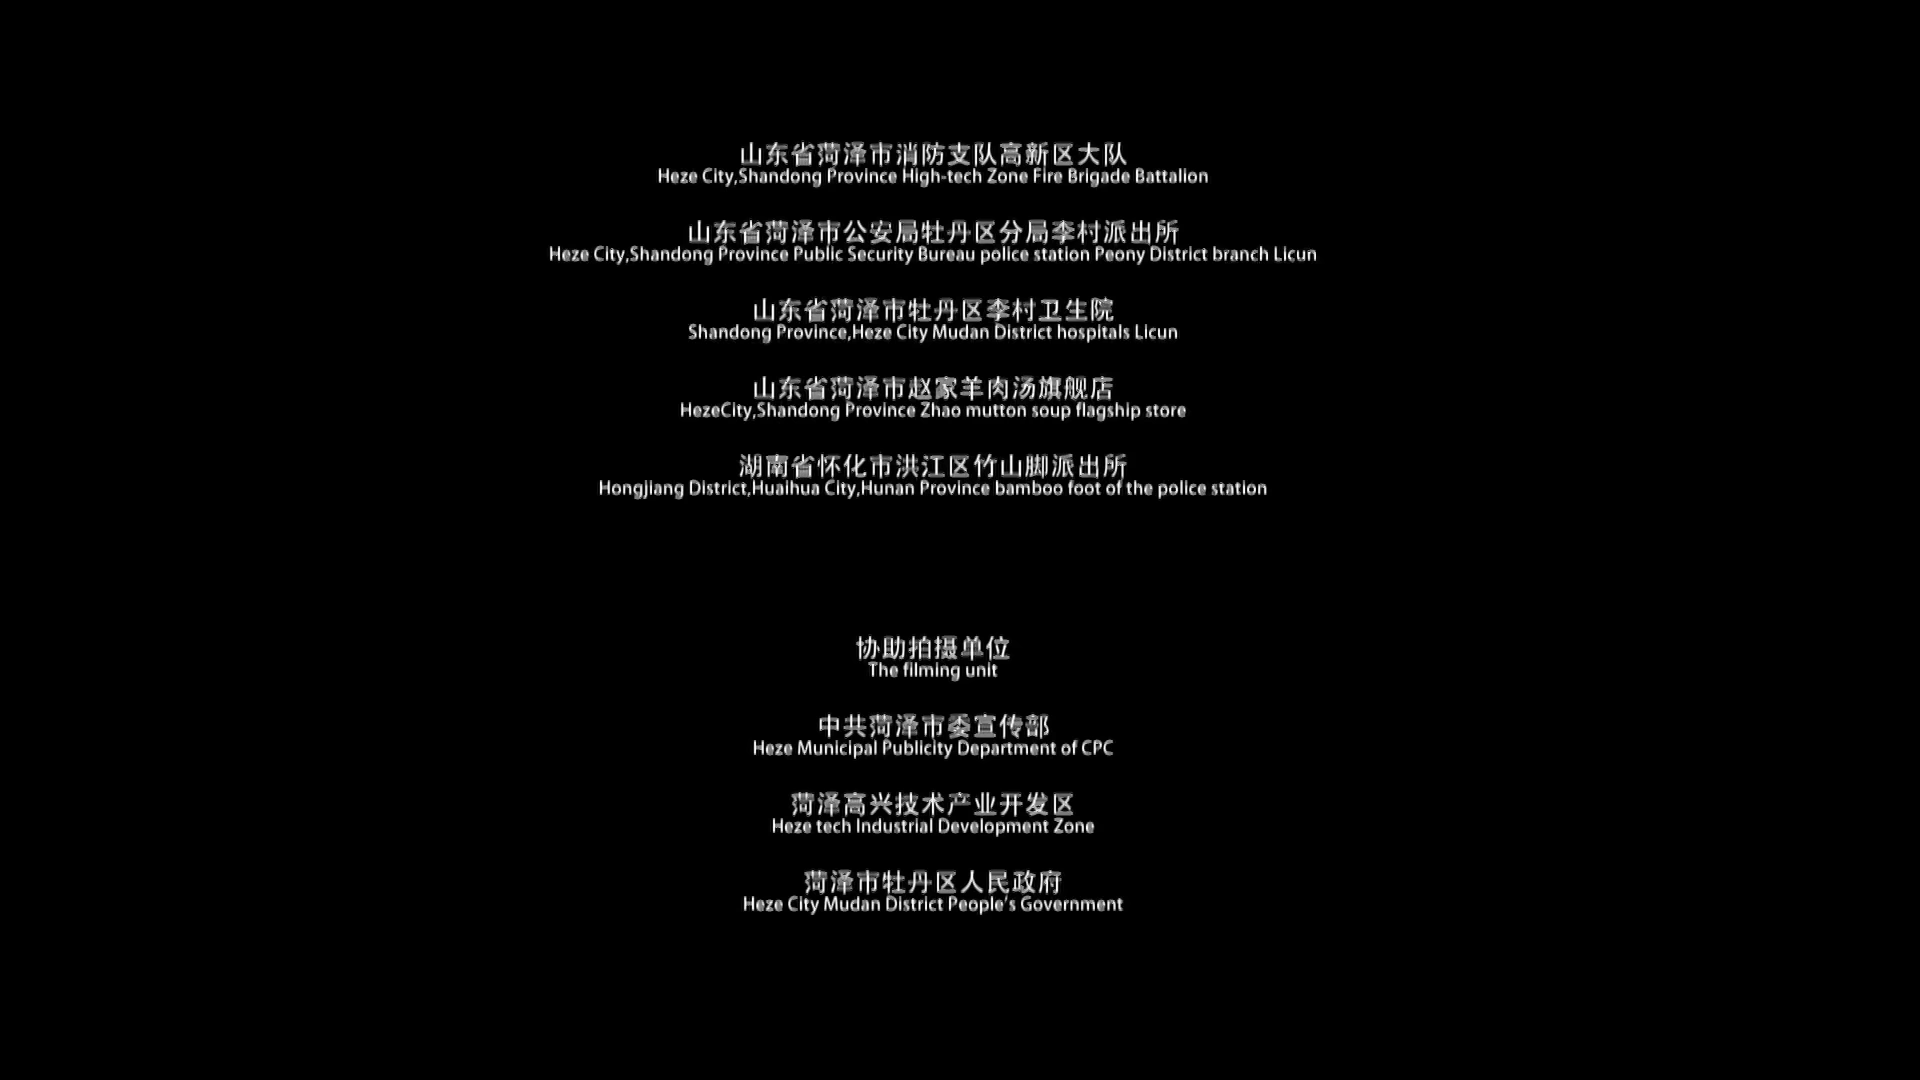 山东省菏泽市消防支队高新区大队
Heze City,Shandong Province High-tech Zone Fire Brigade Battalion
山东省菏泽市公安局牡丹区分局李村派出所
Heze City,Shandong Province Public Security Bureau police station Peony District branch Licun
山东省菏泽市牡丹区李村卫生院
Shandong Province,Heze City Mudan District hospitals Licun
山东省菏泽市赵家羊肉汤旗舰店
HezeCity,Shandong Province Zhao mutton soup flagship store
湖南省怀化市洪江区竹山脚派出所
Hongjiang District,Huaihua City,Hunan Province bamboo foot of the police station
协助拍摄单位
The filming unit
中共菏泽市委宣传部
Heze Municipal Publicity Department of CPC
菏泽高兴技术产业开发区
Heze tech Industrial Development Zone
菏泽市牡丹区人民政府
Heze City Mudan District People's Government